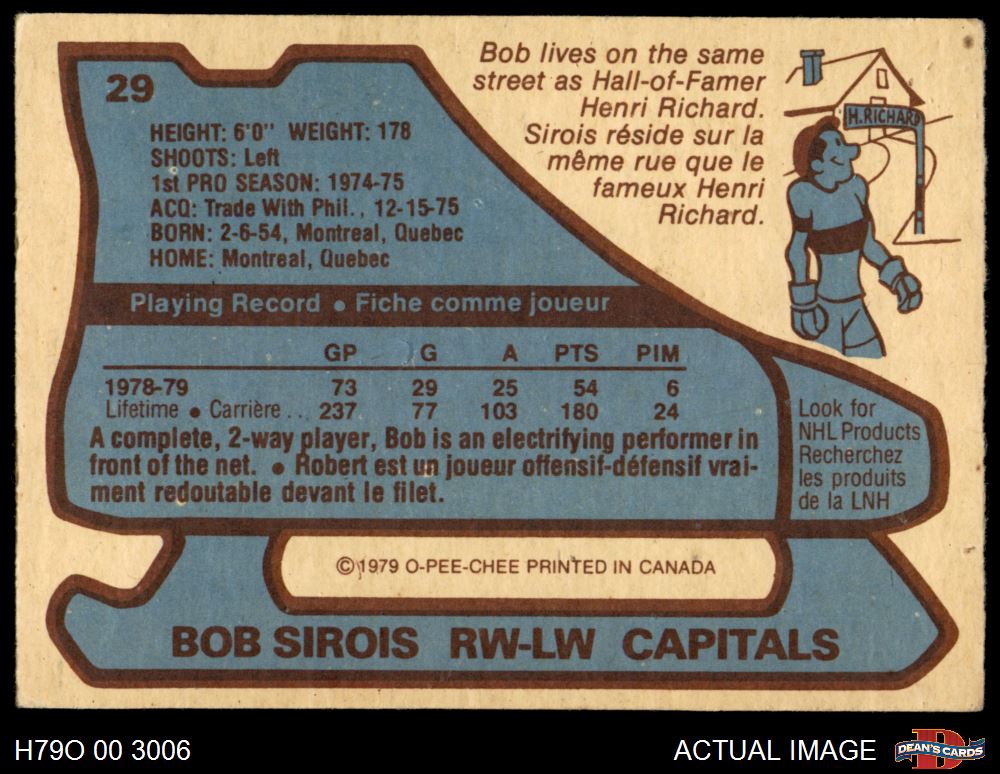 29
HEIGHT: 6'0" WEIGHT: 178
SHOOTS: Left
1st PRO SEASON: 1974-75
ACQ: Trade With Phil., 12-15-75
BORN: 2-6-54, Montreal, Quebec
HOME: Montreal, Quebec
Bob lives on the same
street as Hall-of-Famer
Henri Richard.
Sirois réside sur la
même rue que le
fameux Henri
Richard.
H. RICHARD
Playing Record • Fiche comme joueur
GP G A PTS PIM
1978-79 73 29 25 54 6
Lifetime • Carrière .. 237 77 103 180 24
A complete, 2-way player, Bob is an electrifying performer in
front of the net. • Robert est un joueur offensif-défensif vrai-
ment redoutable devant le filet.
Look for
NHL Products
Recherchez
les produits
de la LNH
©1979 O-PEE-CHEE PRINTED IN CANADA
BOB SIROIS RW-LW CAPITALS
H79O 00 3006
ACTUAL IMAGE
D
DEAN'S CARDS